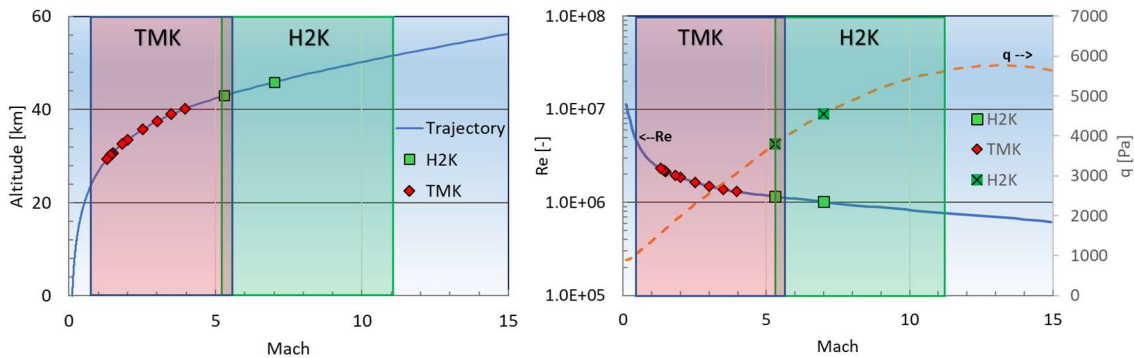 60
TMK
H2K
40
20
0
Altitude [km]
Trajectory
H2K
TMK
0
5
10
15
Mach
1.0E+08
1.0E+07
1.0E+06
1.0E+05
Re [-]
TMK
H2K
q -->
<--Re
H2K
TMK
H2K
7000
6000
5000
4000
3000
2000
1000
0
q [Pa]
0
5
10
15
Mach